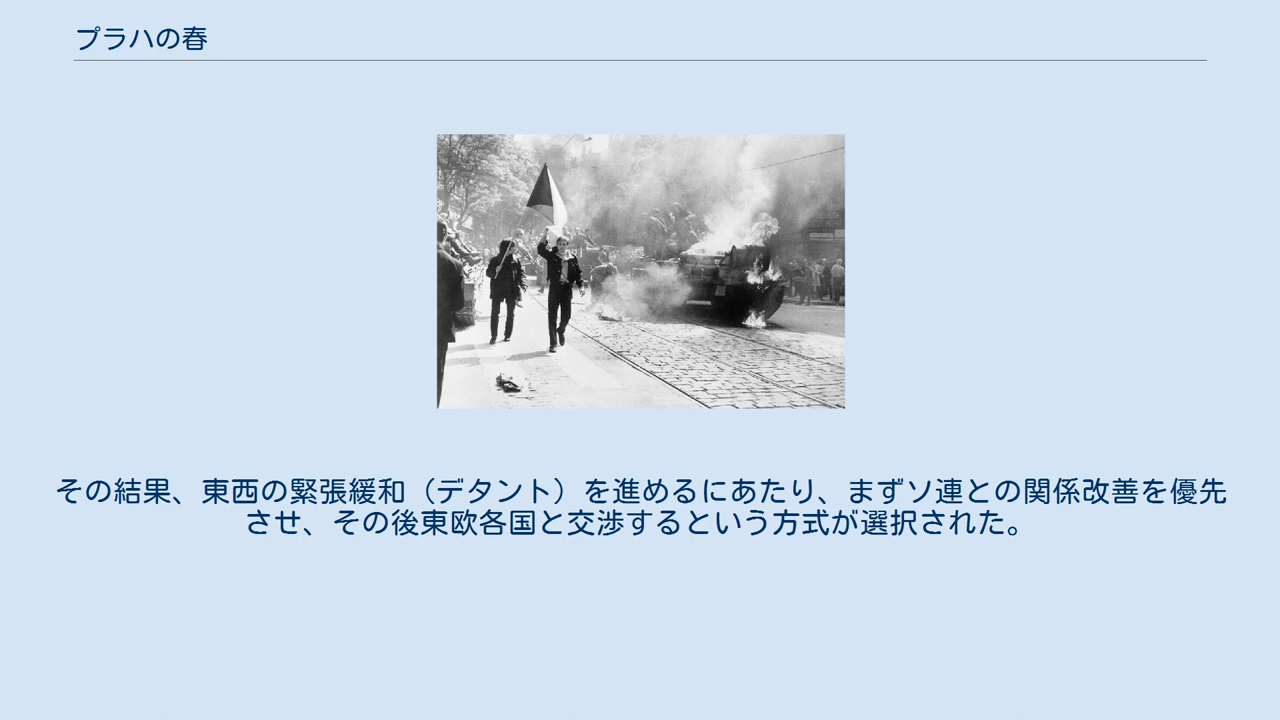 プラハの春
その結果、東西の緊張緩和（デタント）を進めるにあたり、まずソ連との関係改善を優先
させ、その後東欧各国と交渉するという方式が選択された。